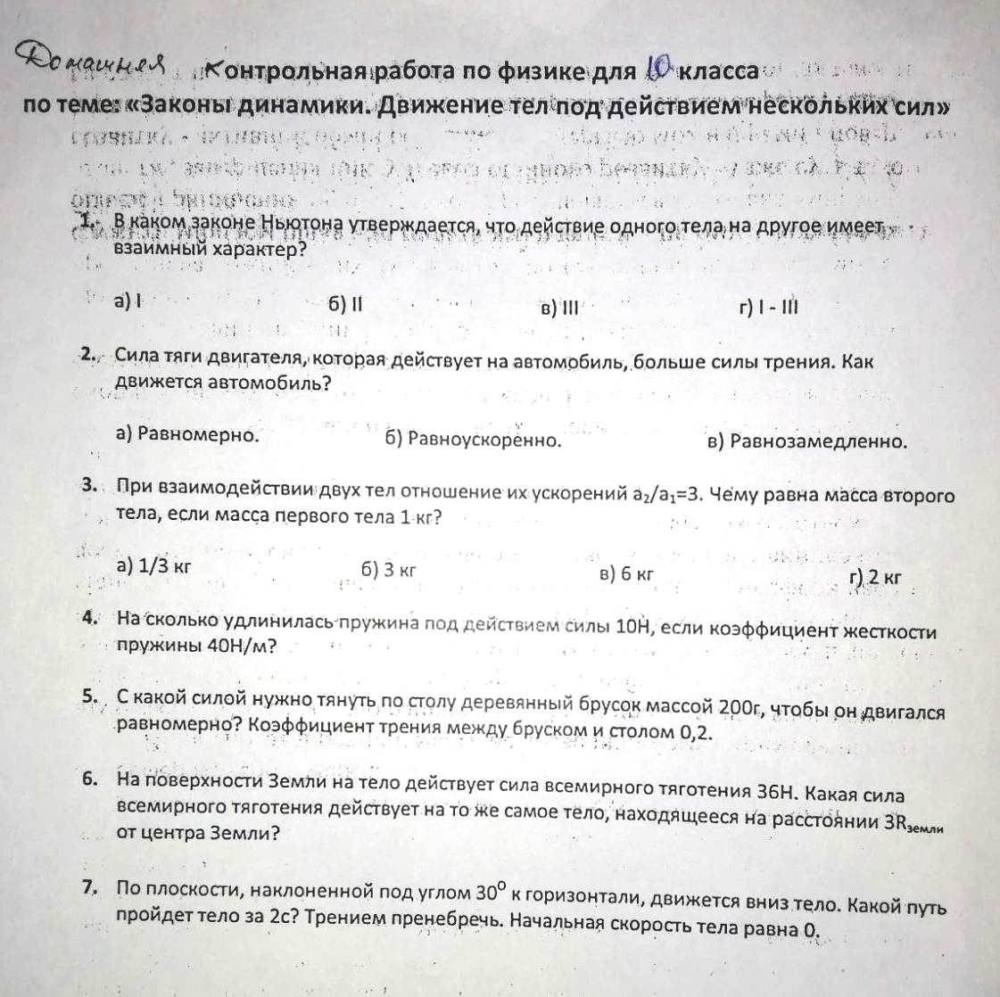 Домашняя Контрольная работа по физике для 10 класса
по теме: «Законы динамики. Движение тел под действием нескольких сил»
1. В каком законе Ньютона утверждается, что действие одного тела на другое имеет
взаимный характер?
а) I б) II в) III г) I - III
2. Сила тяги двигателя, которая действует на автомобиль, больше силы трения. Как
движется автомобиль?
а) Равномерно. б) Равноускоренно. в) Равнозамедленно.
3. При взаимодействии двух тел отношение их ускорений a₂/a₁=3. Чему равна масса второго
тела, если масса первого тела 1 кг?
а) 1/3 кг б) 3 кг в) 6 кг г) 2 кг
4. На сколько удлинилась пружина под действием силы 10Н, если коэффициент жесткости
пружины 40Н/м?
5. С какой силой нужно тянуть по столу деревянный брусок массой 200г, чтобы он двигался
равномерно? Коэффициент трения между бруском и столом 0,2.
6. На поверхности Земли на тело действует сила всемирного тяготения 36Н. Какая сила
всемирного тяготения действует на то же самое тело, находящееся на расстоянии 3Rземли
от центра Земли?
7. По плоскости, наклоненной под углом 30⁰ к горизонтали, движется вниз тело. Какой путь
пройдет тело за 2с? Трением пренебречь. Начальная скорость тела равна 0.